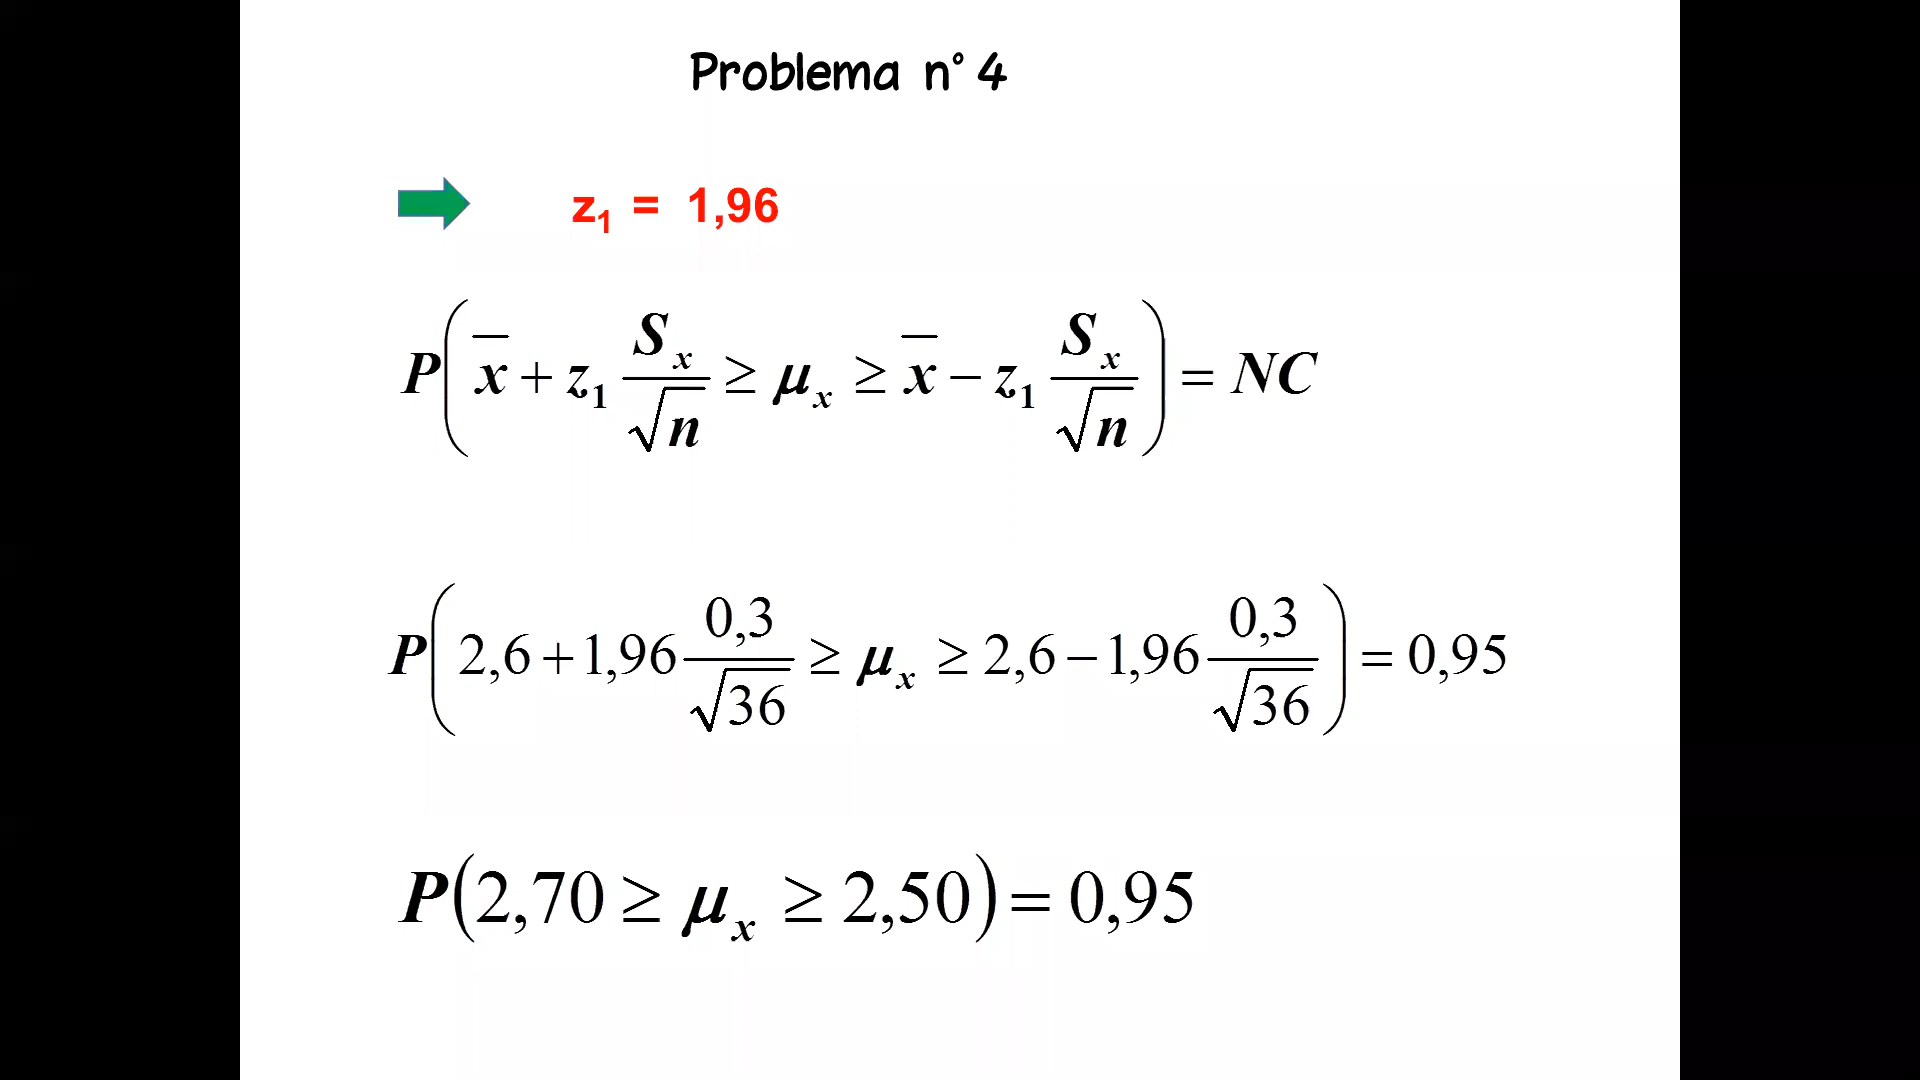 Problema n° 4
z₁ = 1,96
P(x̅ + z₁ Sₓ/√n ≥ μₓ ≥ x̅ − z₁ Sₓ/√n) = NC
P(2,6 + 1,96 0,3/√36 ≥ μₓ ≥ 2,6 − 1,96 0,3/√36) = 0,95
P(2,70 ≥ μₓ ≥ 2,50) = 0,95